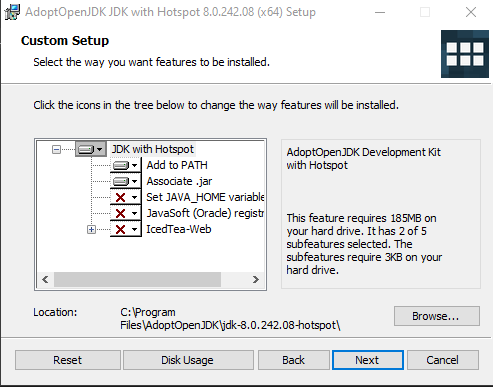 AdoptOpenJDK JDK with Hotspot 8.0.242.08 (x64) Setup
Custom Setup
Select the way you want features to be installed.
Click the icons in the tree below to change the way features will be installed.
JDK with Hotspot
Add to PATH
Associate .jar
Set JAVA_HOME variable
JavaSoft (Oracle) registr
IcedTea-Web
AdoptOpenJDK Development Kit
with Hotspot
This feature requires 185MB on
your hard drive. It has 2 of 5
subfeatures selected. The
subfeatures require 3KB on your
hard drive.
Location:
C:\Program
Files\AdoptOpenJDK\jdk-8.0.242.08-hotspot\
Browse...
Reset
Disk Usage
Back
Next
Cancel